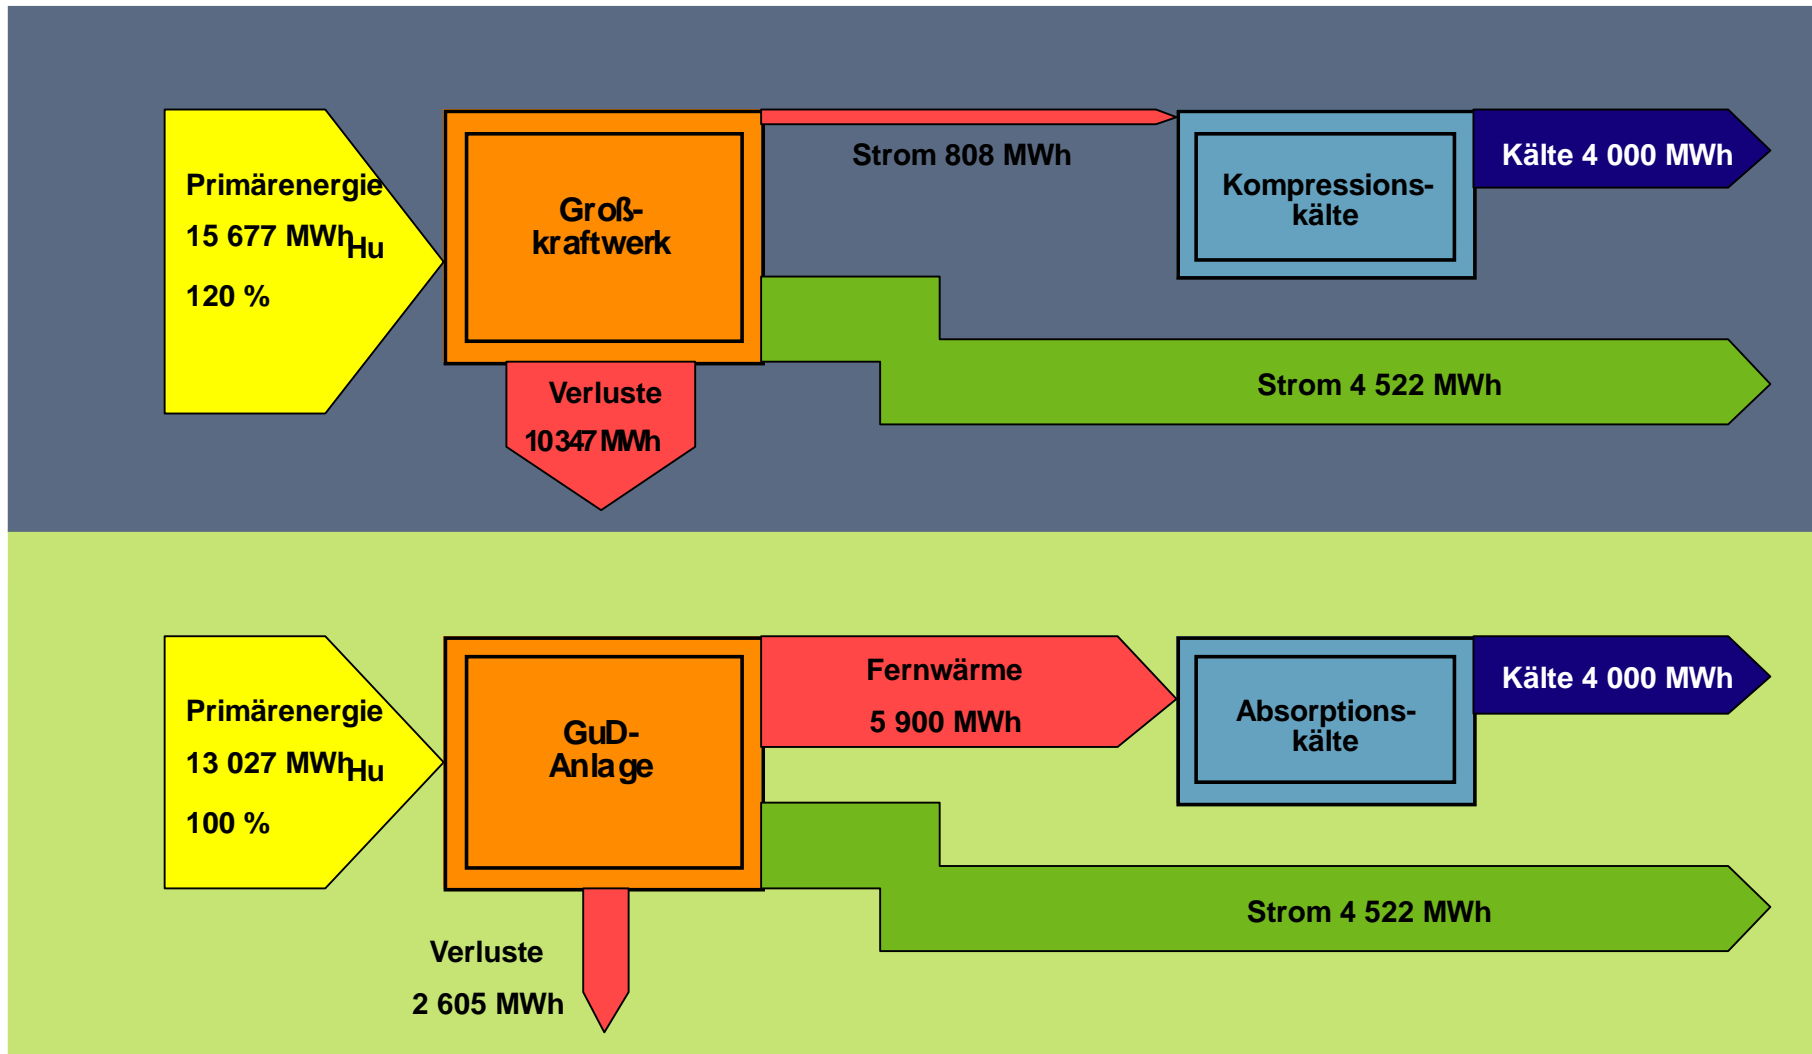 Primärenergie
15 677 MWhHu
120 %
Groß-
kraftwerk
Verluste
10347 MWh
Strom 808 MWh
Kompressions-
kälte
Kälte 4 000 MWh
Strom 4 522 MWh
Primärenergie
13 027 MWhHu
100 %
GuD-
Anlage
Verluste
2 605 MWh
Fernwärme
5 900 MWh
Absorptions-
kälte
Kälte 4 000 MWh
Strom 4 522 MWh